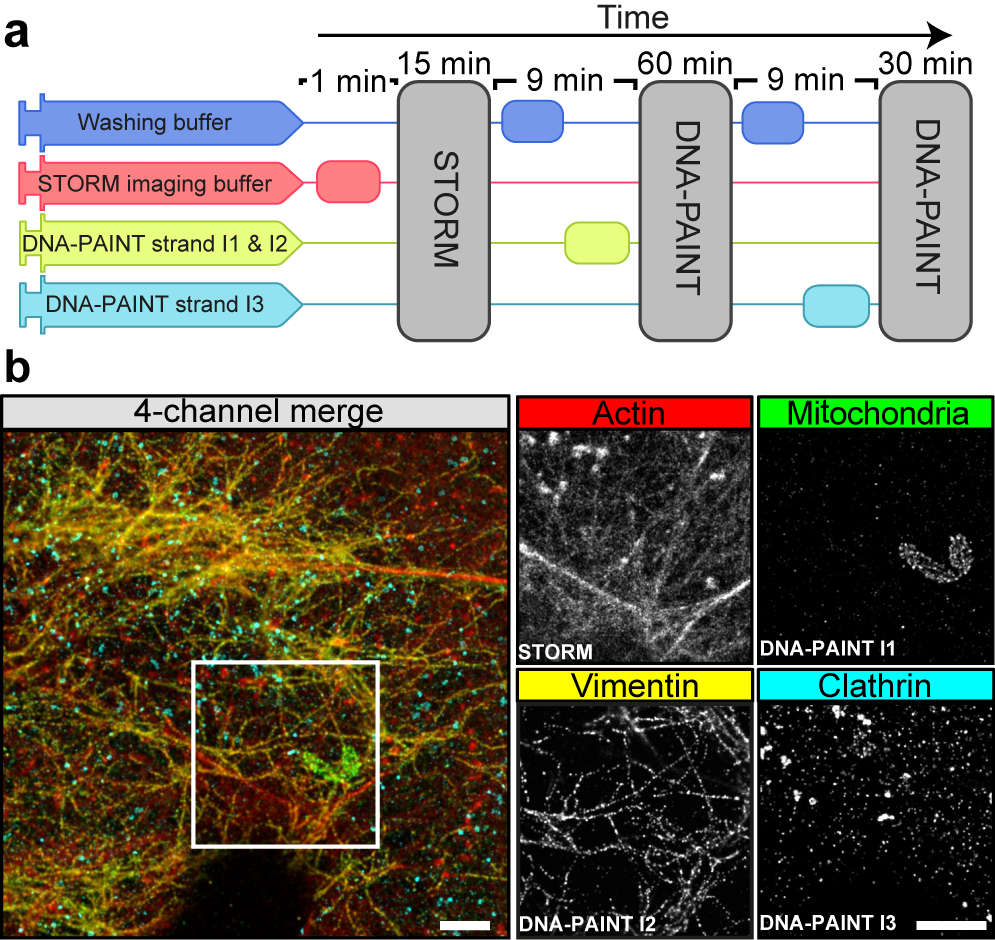 a
Time
1 min
15 min
9 min
60 min
9 min
30 min
Washing buffer
STORM imaging buffer
DNA-PAINT strand I1 & I2
DNA-PAINT strand I3
STORM
DNA-PAINT
DNA-PAINT
b
4-channel merge
Actin
Mitochondria
STORM
DNA-PAINT I1
Vimentin
Clathrin
DNA-PAINT I2
DNA-PAINT I3